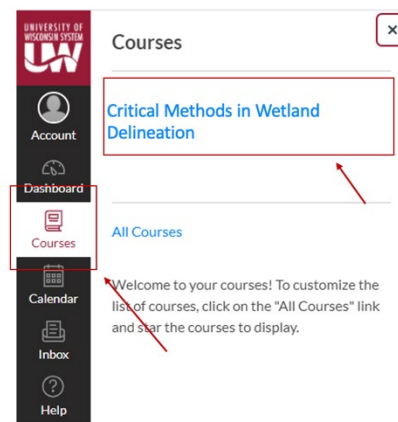 UNIVERSITY OF
WISCONSIN SYSTEM
UW
Account
Dashboard
Courses
Calendar
Inbox
Help
Courses
×
Critical Methods in Wetland
Delineation
All Courses
Welcome to your courses! To customize the
list of courses, click on the "All Courses" link
and star the courses to display.